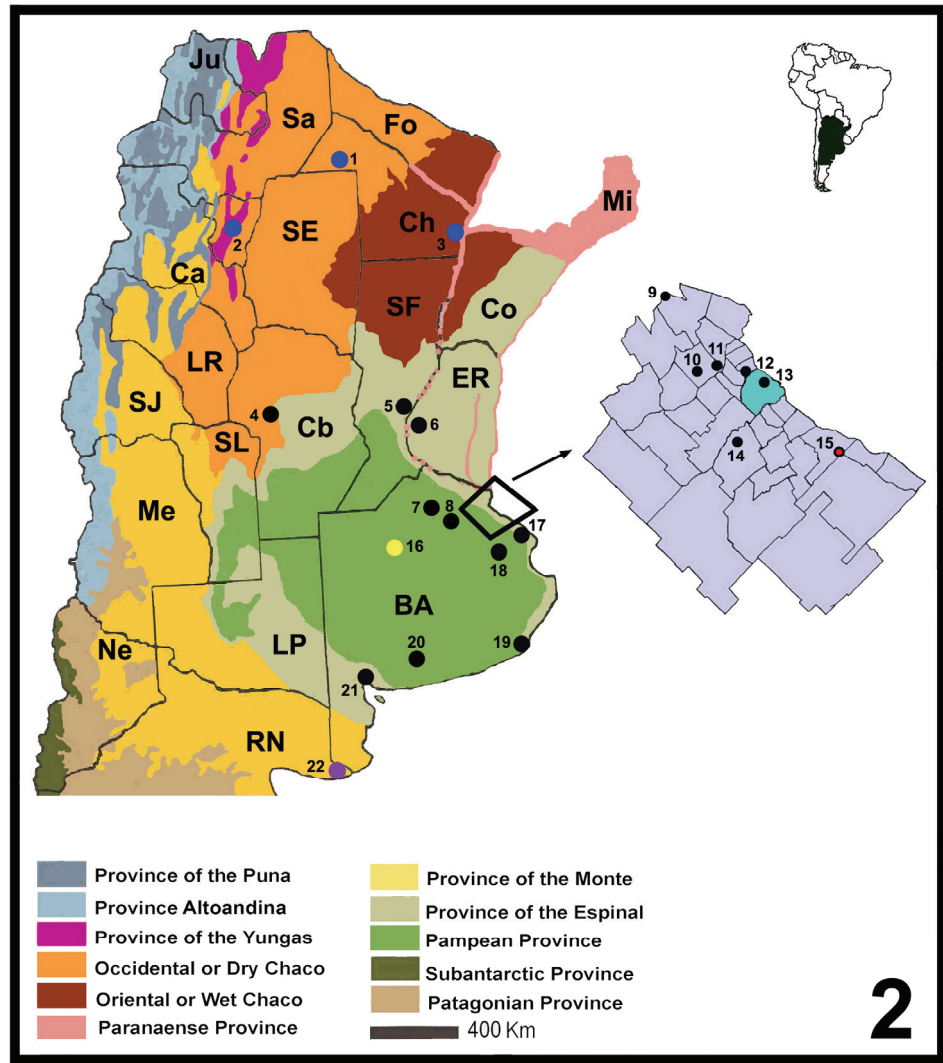 Ju
Sa
Fo
1
Mi
SE
Ch
2
3
Ca
SF
Co
9
LR
ER
11
10
12
13
SJ
5
4
Cb
6
SL
14
15
Me
7
8
17
16
18
BA
Ne
LP
20
19
21
RN
22
Province of the Puna
Province Altoandina
Province of the Yungas
Occidental or Dry Chaco
Oriental or Wet Chaco
Paranaense Province
Province of the Monte
Province of the Espinal
Pampean Province
Subantarctic Province
Patagonian Province
400 Km
2